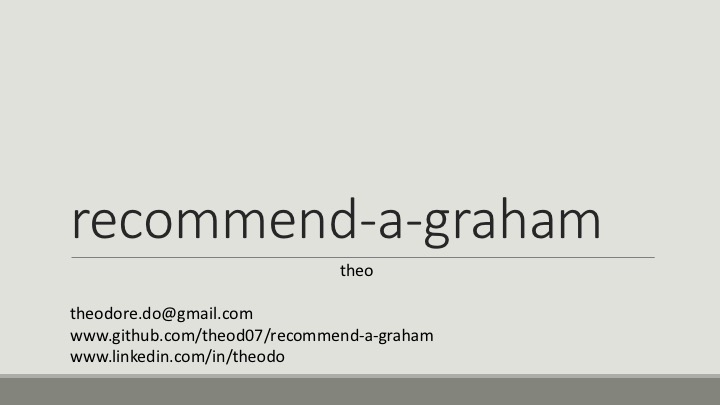 recommend-a-graham
theo
theodore.do@gmail.com
www.github.com/theod07/recommend-a-graham
www.linkedin.com/in/theodo